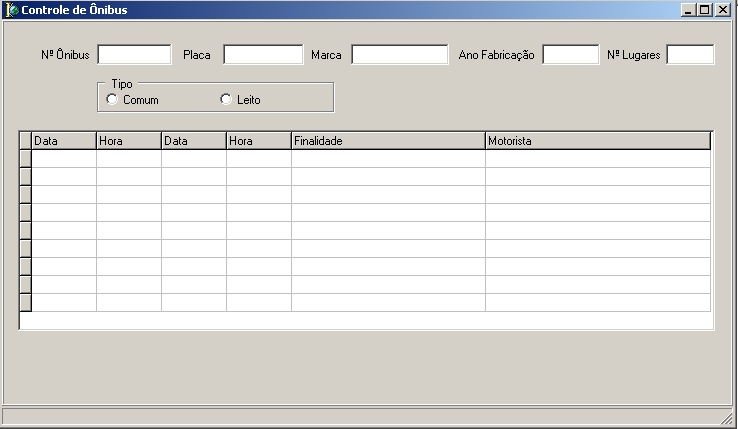 Controle de Ônibus
Nº Ônibus Placa Marca Ano Fabricação Nº Lugares
Tipo
Comum Leito
Data Hora Data Hora Finalidade Motorista